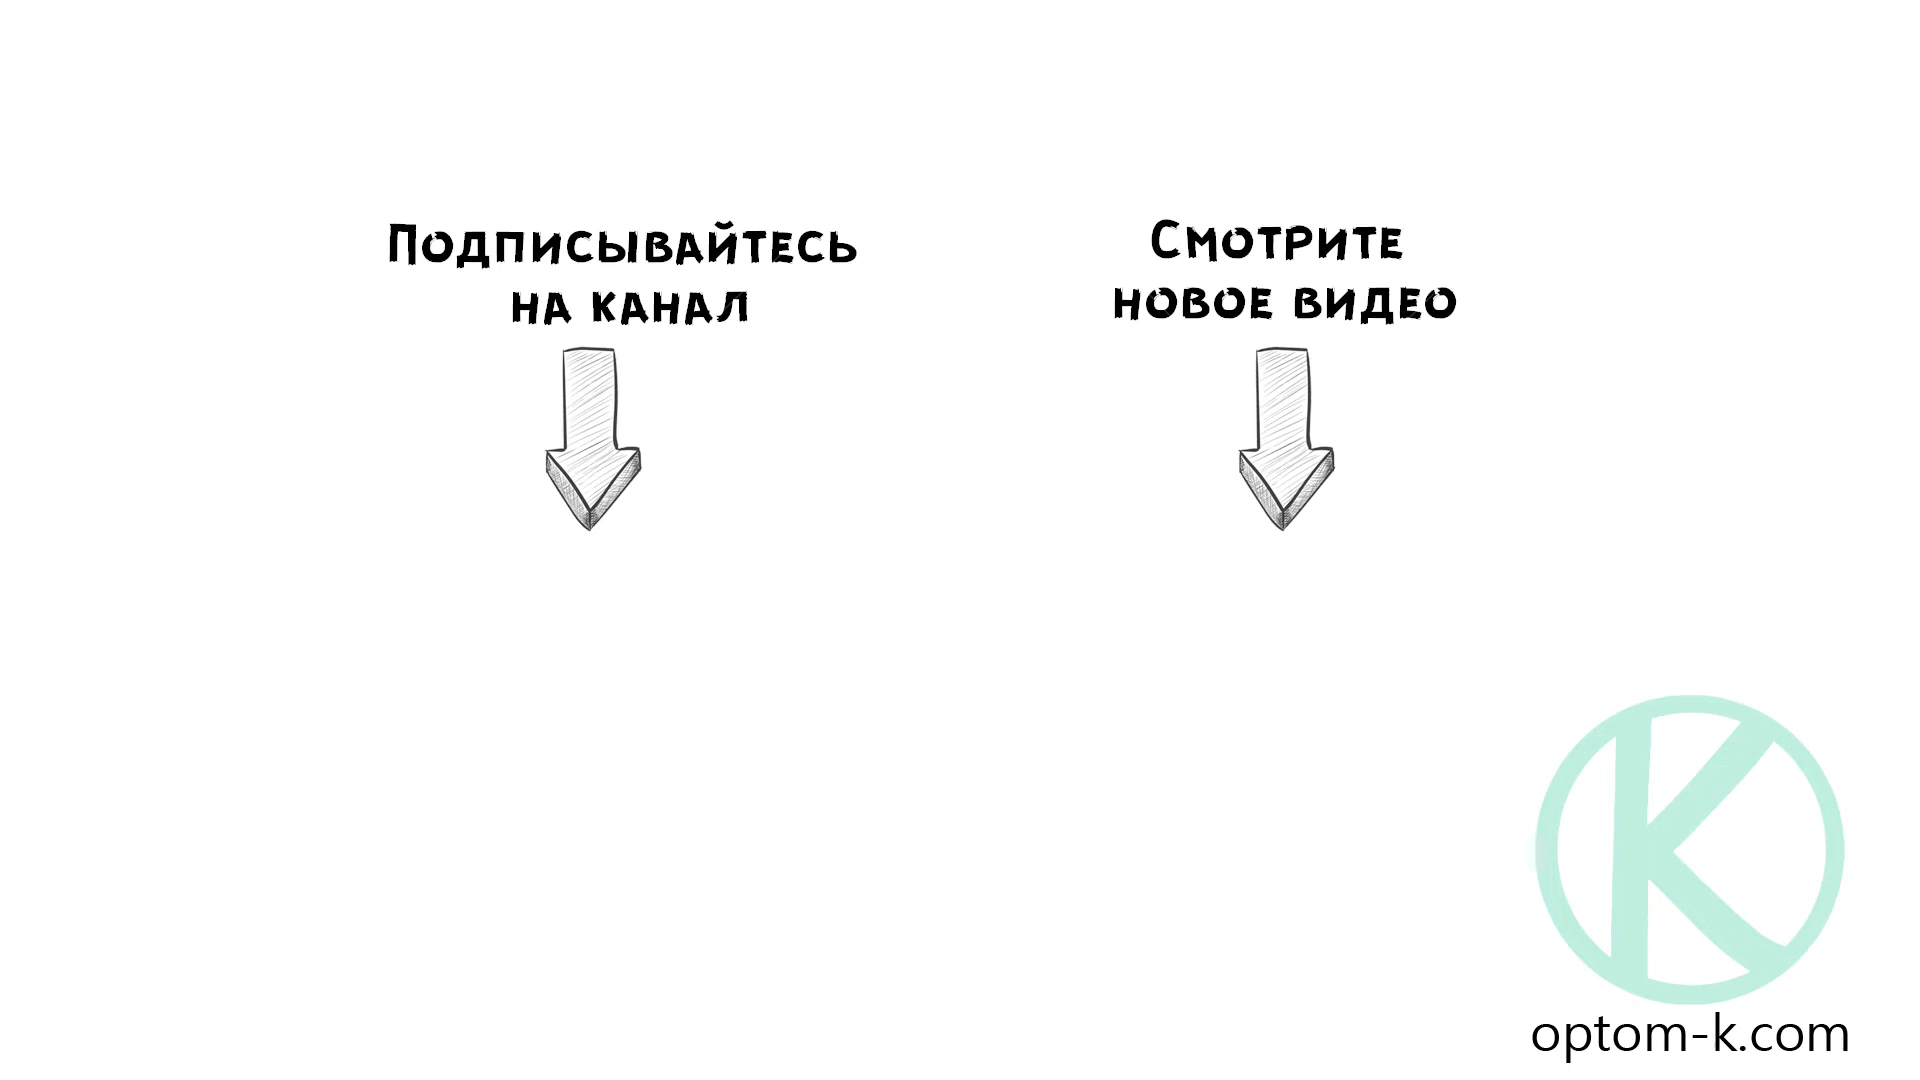 Подписывайтесь
на канал
Смотрите
новое видео
K
optom-k.com